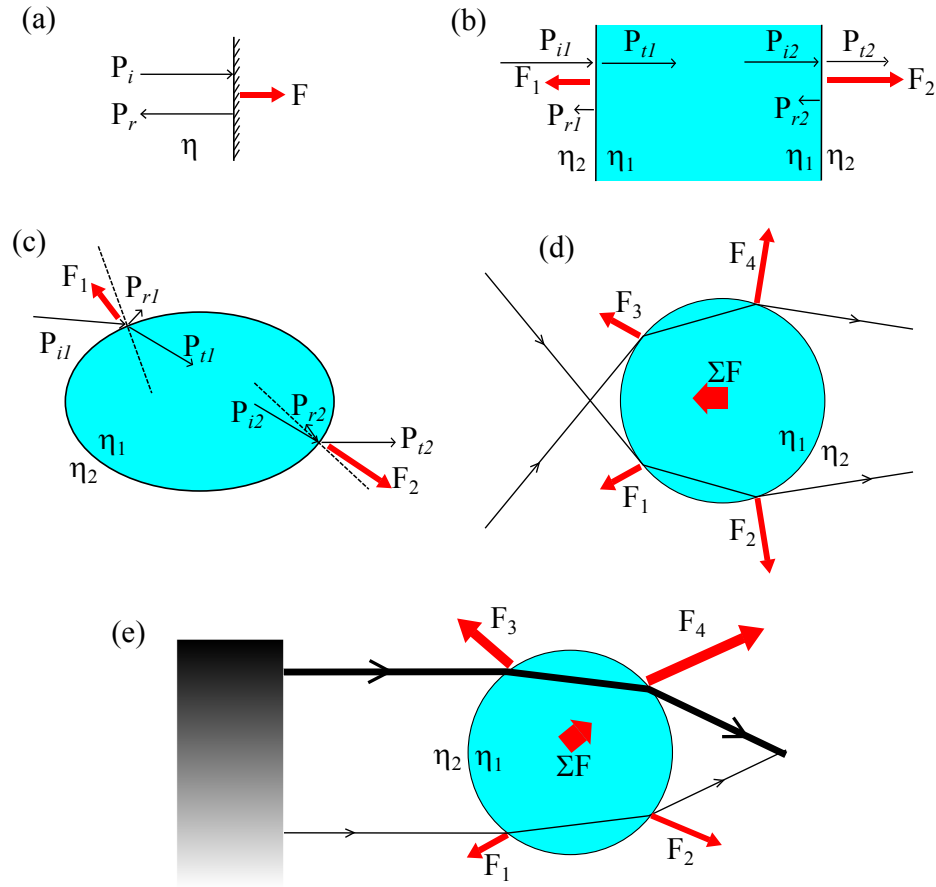 (a)
P_i
F
P_r
η
(b)
P_i1 P_t1 P_i2 P_t2
F_1 F_2
P_r1 P_r2
η_2 η_1 η_1 η_2
(c)
F_1 P_r1
P_i1 P_t1
P_i2 P_r2 P_t2
η_1
η_2 F_2
(d)
F_4
F_3
ΣF
η_1 η_2
F_1
F_2
(e)
F_3 F_4
η_2 η_1
ΣF
F_1 F_2